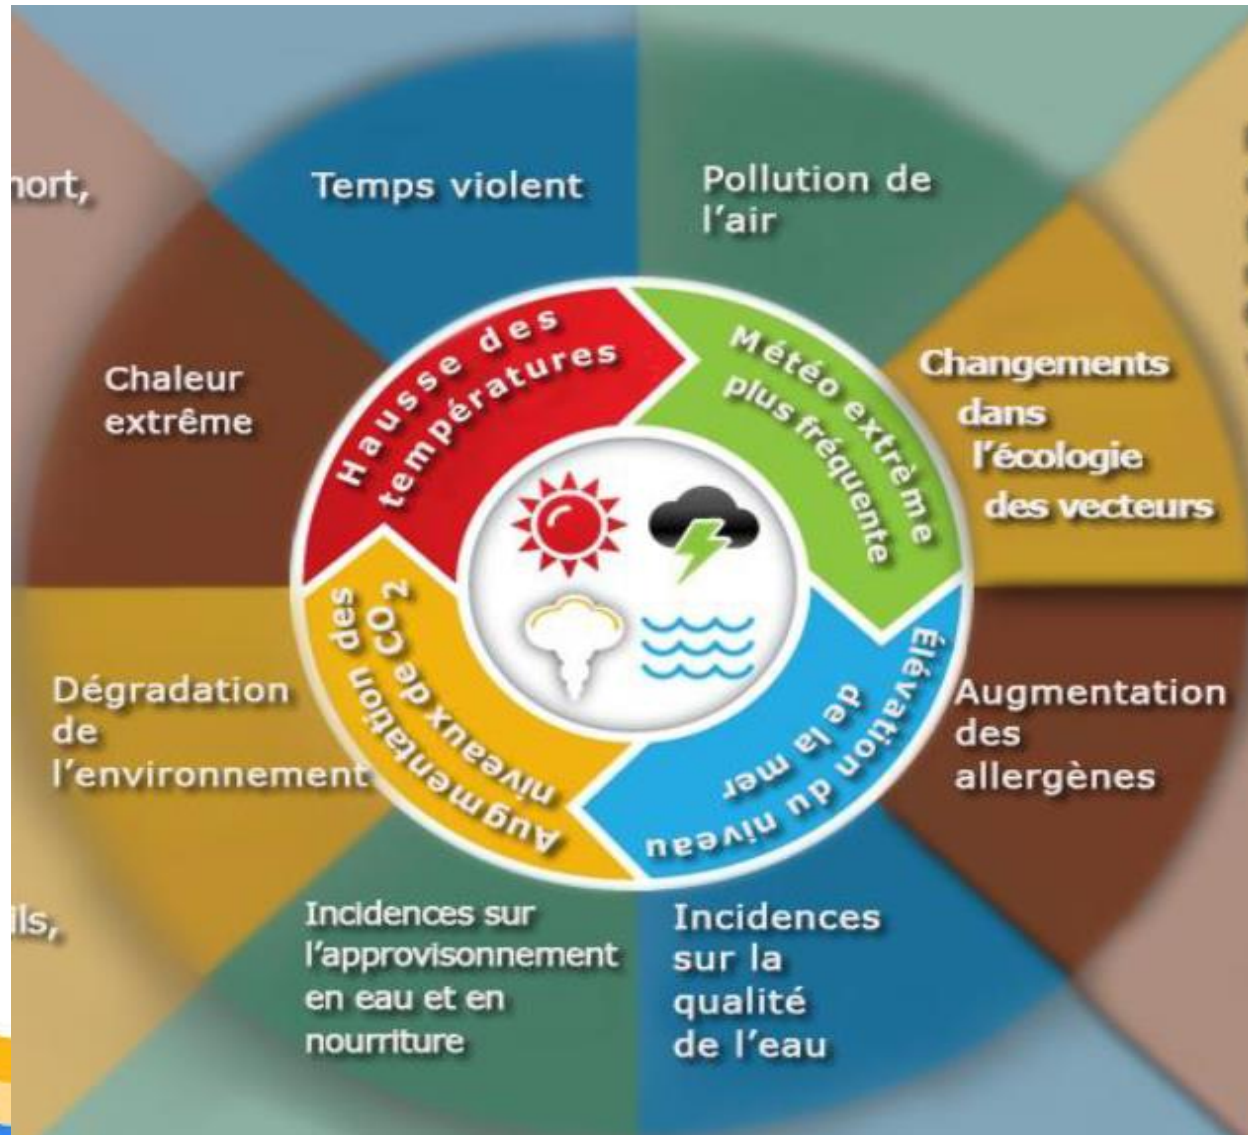 Temps violent
Pollution de
l'air
Changements
dans
l'écologie
des vecteurs
Augmentation
des
allergènes
Incidences
sur la
qualité
de l'eau
Incidences sur
l'approvisonnement
en eau et en
nourriture
Dégradation
de
l'environnement
Chaleur
extrême
Hausse des
températures
Météo extrème
plus fréquente
Élévation du niveau
de la mer
Augmentation des
niveaux de CO2